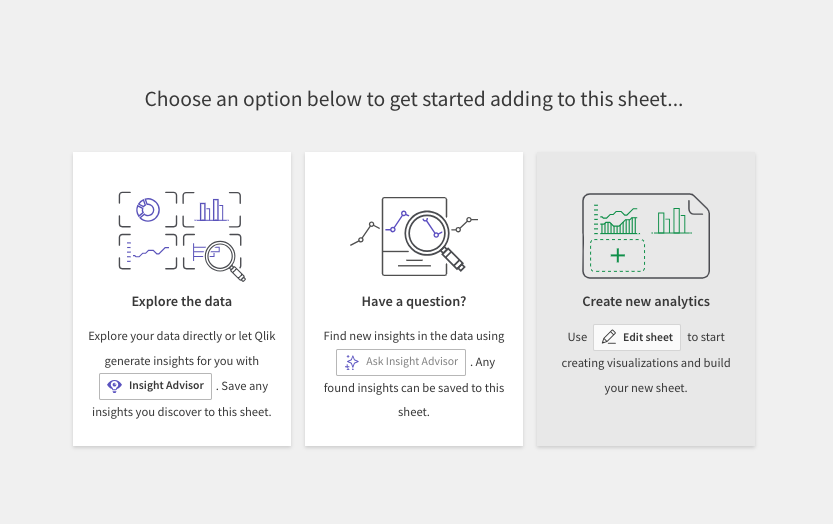 Choose an option below to get started adding to this sheet...
Explore the data
Explore your data directly or let Qlik
generate insights for you with
Insight Advisor . Save any
insights you discover to this sheet.
Have a question?
Find new insights in the data using
Ask Insight Advisor . Any
found insights can be saved to this
sheet.
Create new analytics
Use Edit sheet to start
creating visualizations and build
your new sheet.